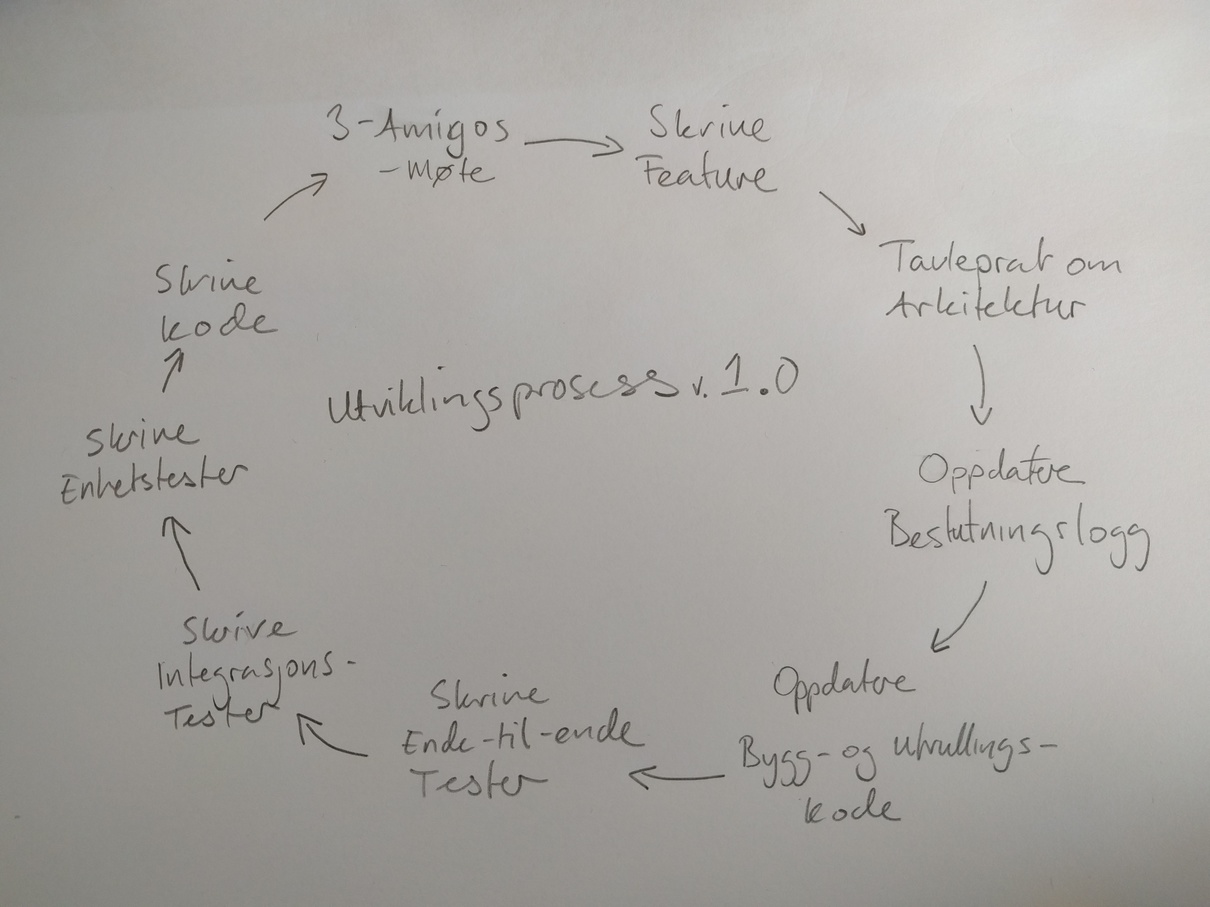 3-Amigos
-Møte
Skrive
Feature
Tavleprat om
Arkitektur
Oppdatere
Beslutningslogg
Oppdatere
Bygg- og utrullings-
kode
Skrive
Ende-til-ende
Tester
Skrive
Integrasjons-
Tester
Skrive
Enhetstester
Skrive
kode
Utviklingsprosess v. 1.0